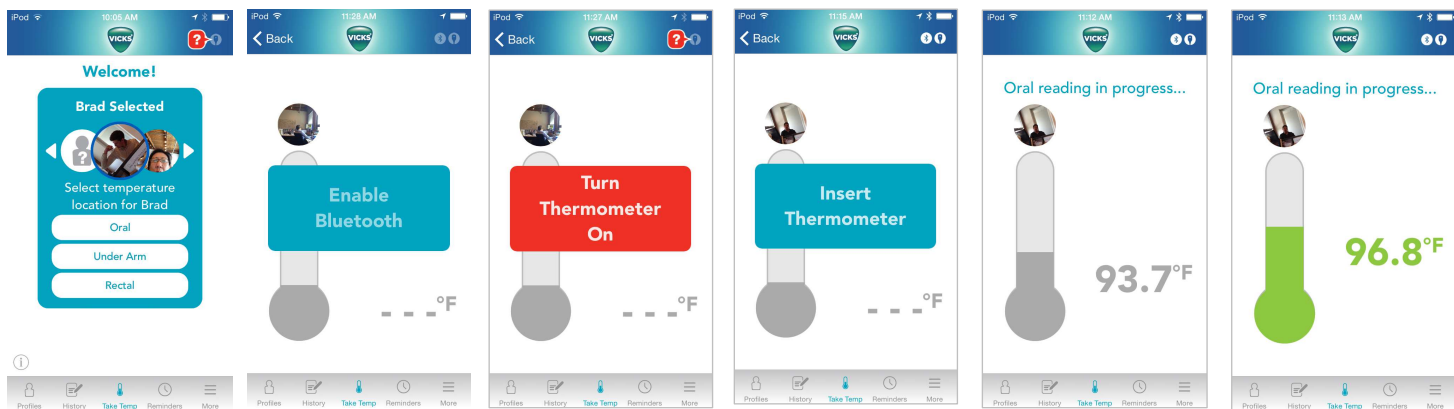 iPod 10:05 AM
VICKS
?
Welcome!
Brad Selected
?
Select temperature
location for Brad
Oral
Under Arm
Rectal
i
Profiles History Take Temp Reminders More
iPod 11:28 AM
Back VICKS
Enable
Bluetooth
_ _ _°F
Profiles History Take Temp Reminders More
iPod 11:27 AM
Back VICKS ?
Turn
Thermometer
On
_ _ _°F
Profiles History Take Temp Reminders More
iPod 11:15 AM
Back VICKS
Insert
Thermometer
_ _ _°F
Profiles History Take Temp Reminders More
iPod 11:12 AM
VICKS
Oral reading in progress...
93.7°F
Profiles History Take Temp Reminders More
iPod 11:13 AM
VICKS
Oral reading in progress...
96.8°F
Profiles History Take Temp Reminders More